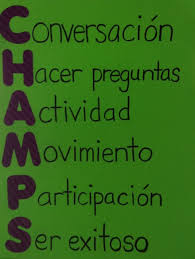 Conversación
Hacer preguntas
Actividad
Movimiento
Participación
Ser exitoso